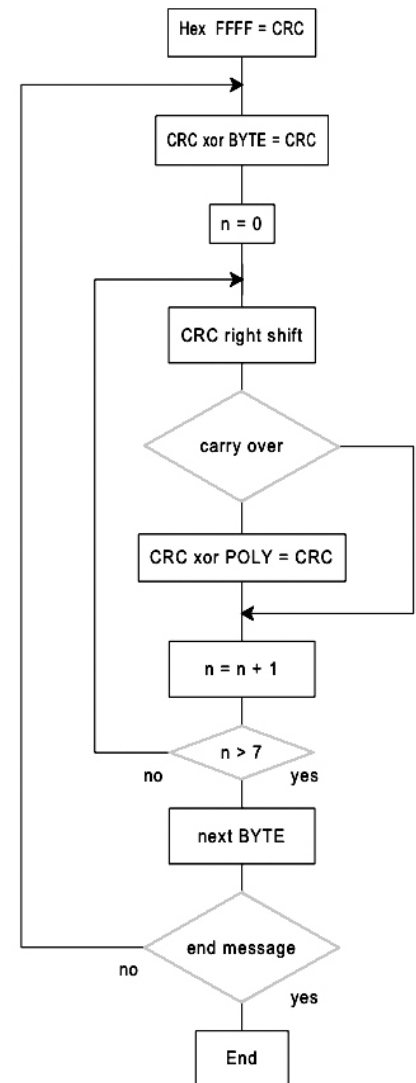 Hex FFFF = CRC
CRC xor BYTE = CRC
n = 0
CRC right shift
carry over
CRC xor POLY = CRC
n = n + 1
n > 7
no
yes
next BYTE
end message
no
yes
End